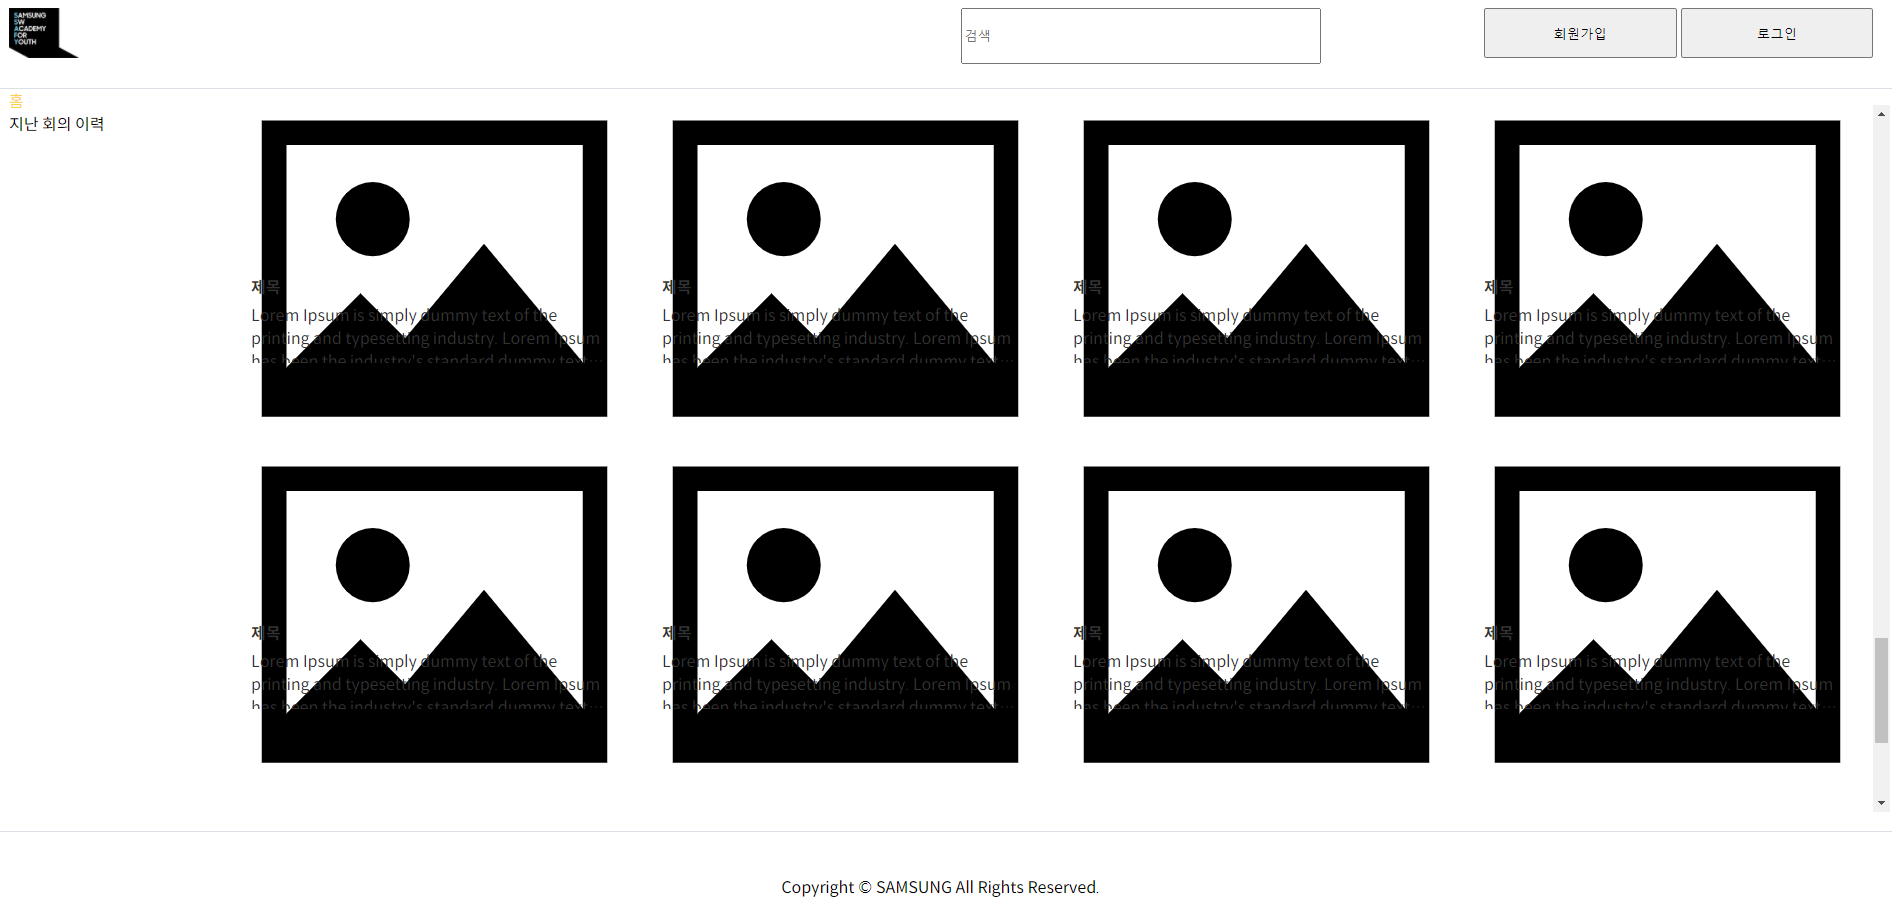 SAMSUNG
SW
ACADEMY
FOR
YOUTH
검색
회원가입
로그인
홈
지난 회의 이력
제목
Lorem Ipsum is simply dummy text of the
printing and typesetting industry. Lorem Ipsum
has been the industry's standard dummy text…
제목
Lorem Ipsum is simply dummy text of the
printing and typesetting industry. Lorem Ipsum
has been the industry's standard dummy text…
제목
Lorem Ipsum is simply dummy text of the
printing and typesetting industry. Lorem Ipsum
has been the industry's standard dummy text…
제목
Lorem Ipsum is simply dummy text of the
printing and typesetting industry. Lorem Ipsum
has been the industry's standard dummy text…
제목
Lorem Ipsum is simply dummy text of the
printing and typesetting industry. Lorem Ipsum
has been the industry's standard dummy text…
제목
Lorem Ipsum is simply dummy text of the
printing and typesetting industry. Lorem Ipsum
has been the industry's standard dummy text…
제목
Lorem Ipsum is simply dummy text of the
printing and typesetting industry. Lorem Ipsum
has been the industry's standard dummy text…
제목
Lorem Ipsum is simply dummy text of the
printing and typesetting industry. Lorem Ipsum
has been the industry's standard dummy text…
Copyright © SAMSUNG All Rights Reserved.